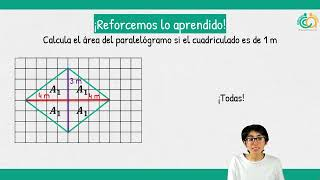 ¡Reforcemos lo aprendido!
Calcula el área del paralelógramo si el cuadriculado es de 1 m
3 m
A₁ A₁
4 m 4 m
A₁ A₁
¡Todas!